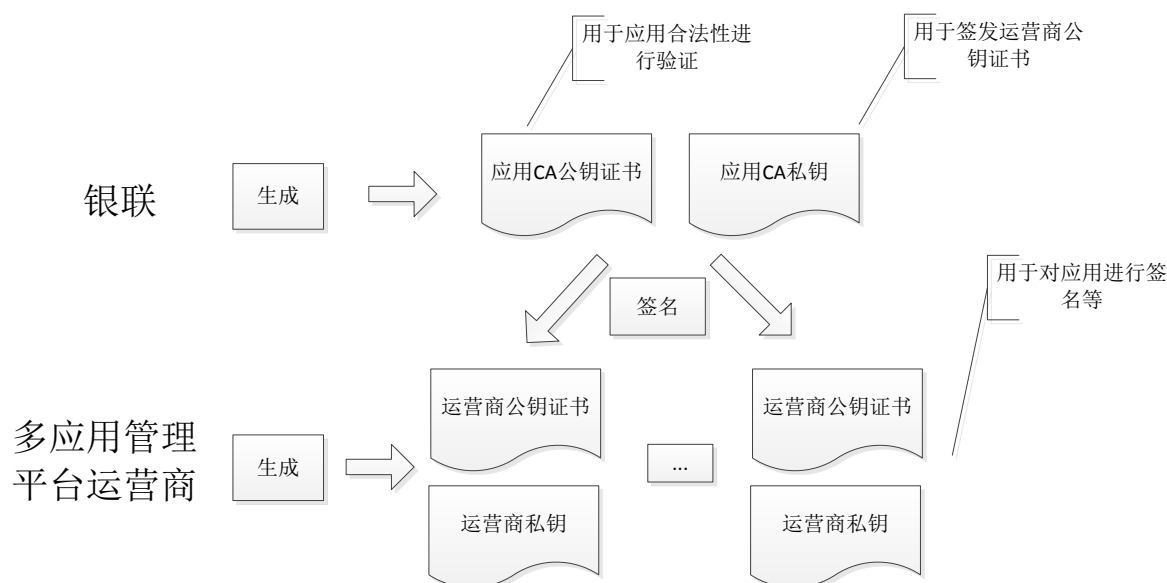 用于应用合法性进
行验证
用于签发运营商公
钥证书
银联
生成
应用CA公钥证书
应用CA私钥
签名
用于对应用进行签
名等
多应用管理
平台运营商
生成
运营商公钥证书
...
运营商公钥证书
运营商私钥
运营商私钥